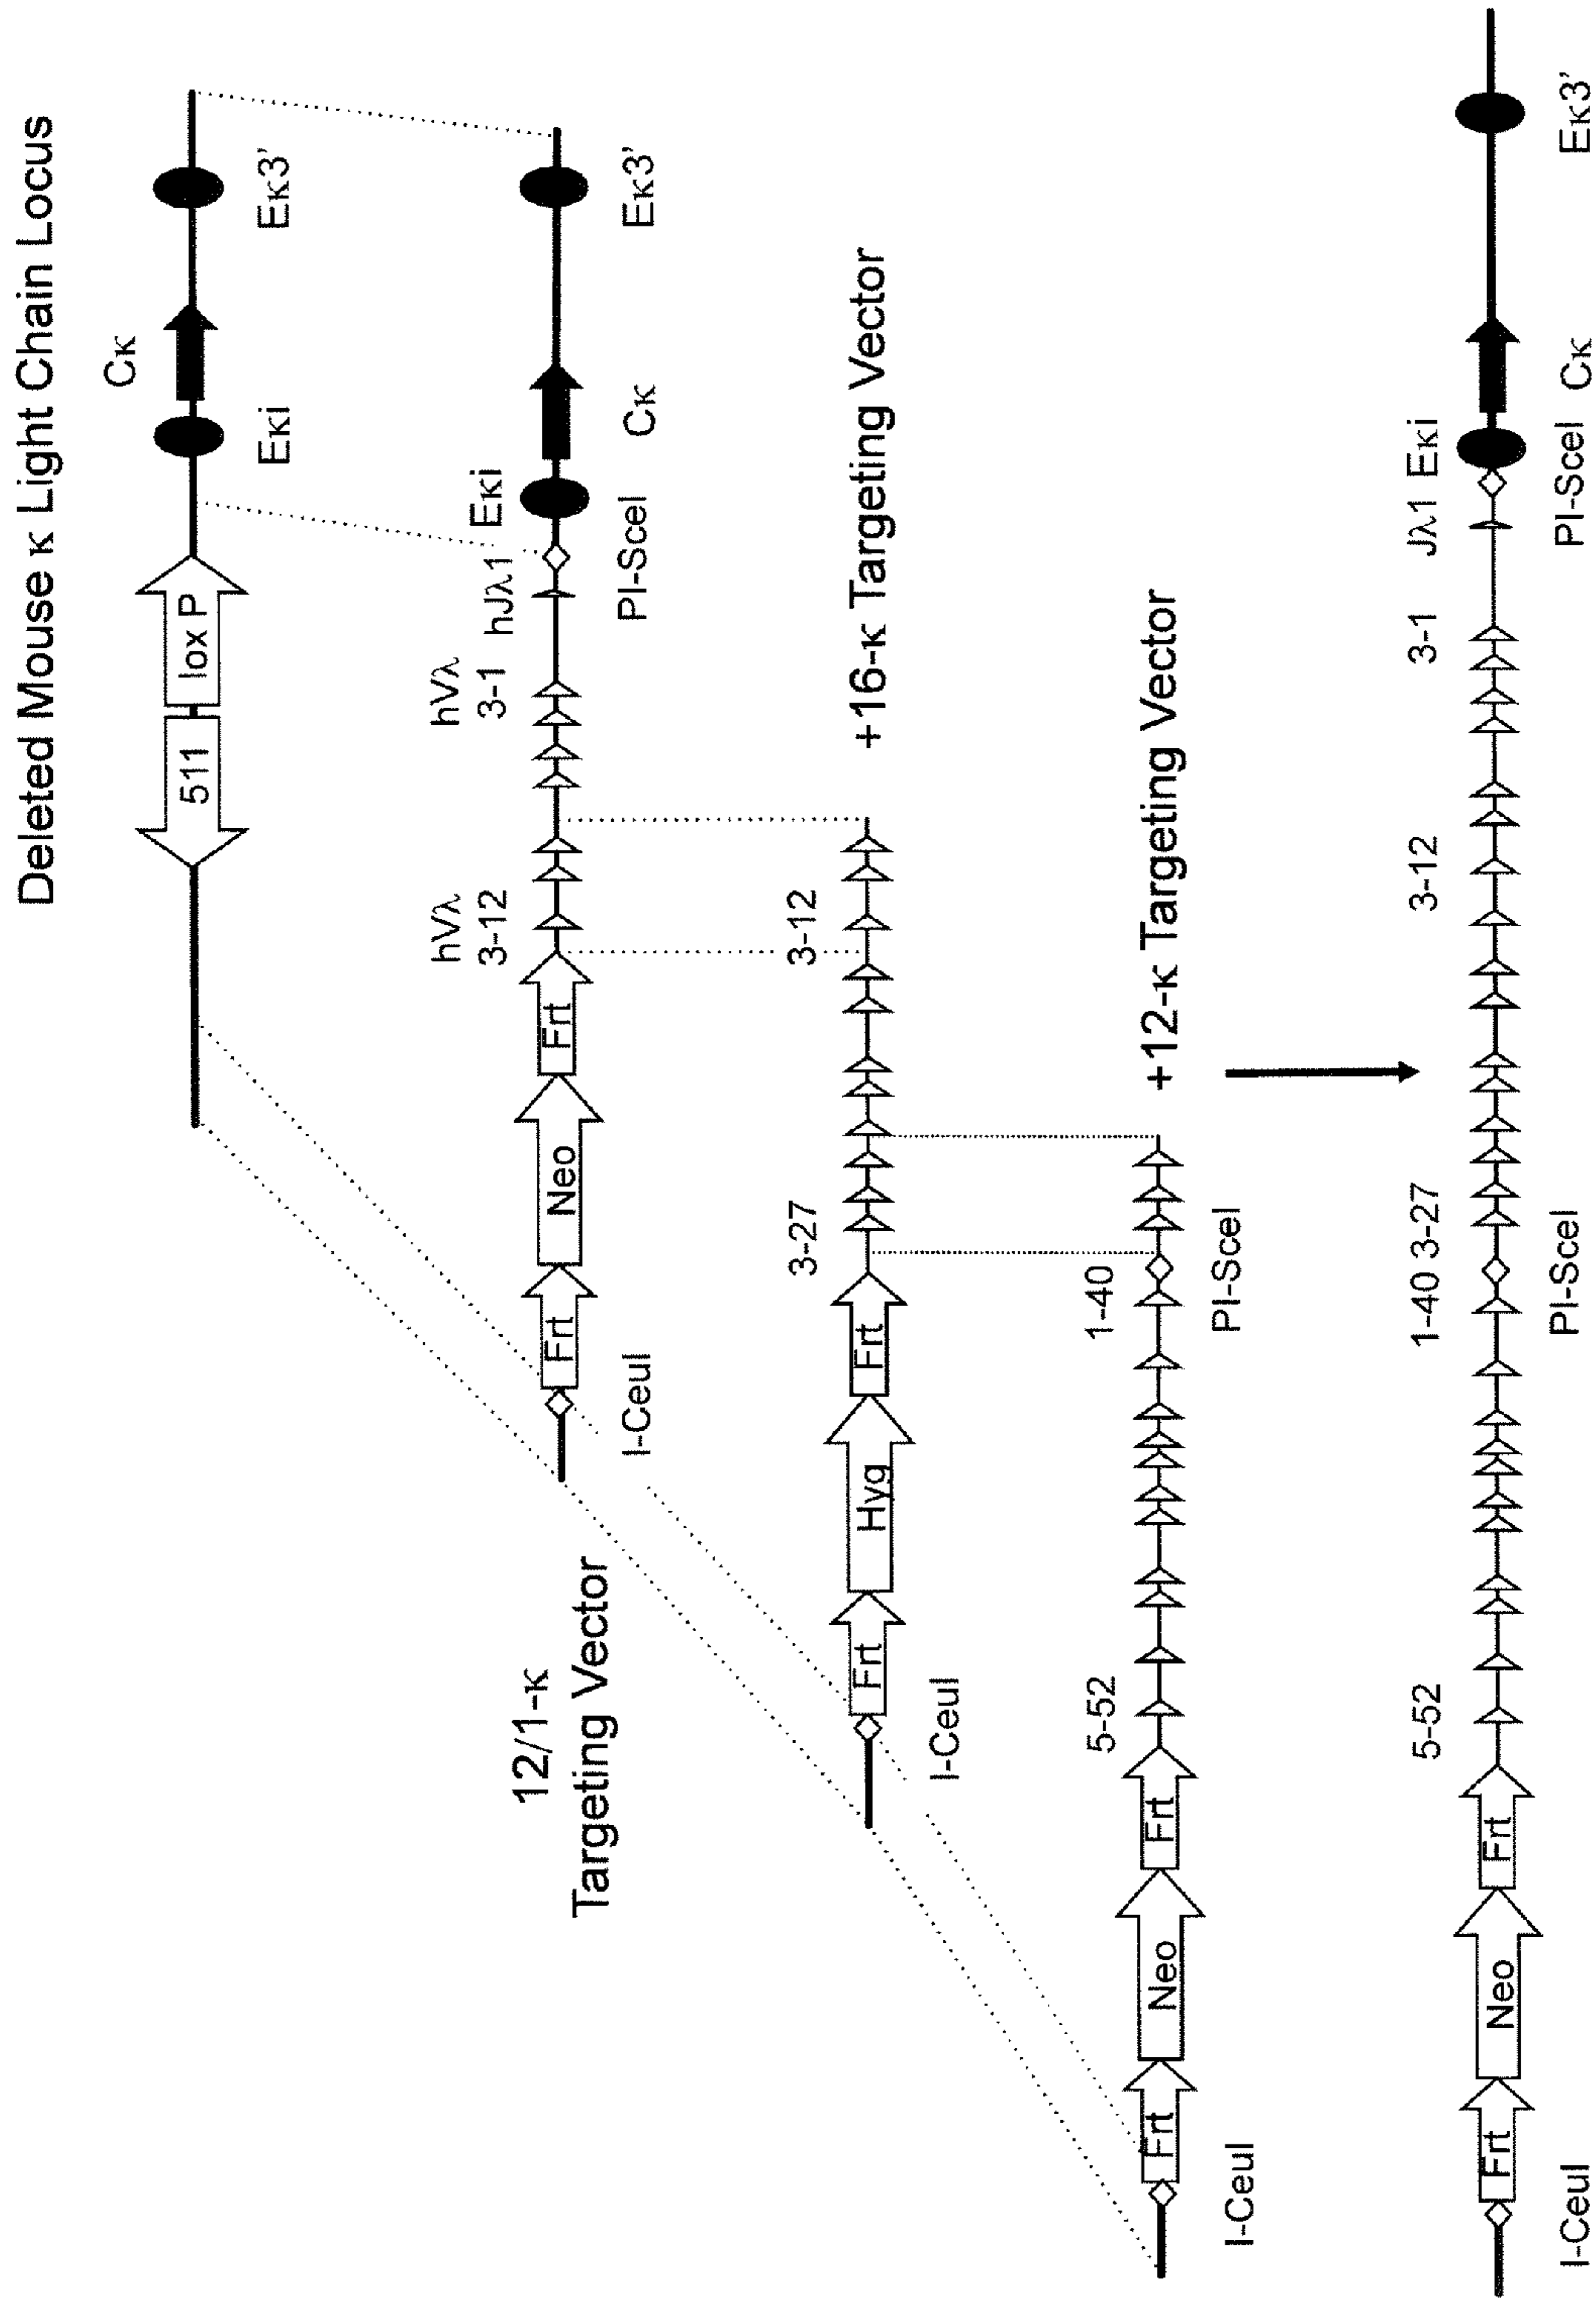 Deleted Mouse κ Light Chain Locus
511
lox P
Cκ
Eκi
Eκ3'
12/1-κ
Targeting Vector
I-CeuI
Frt
Neo
Frt
hVλ
3-12
hVλ
3-1
hJλ1
Eκi
PI-SceI
Cκ
Eκ3'
+16-κ Targeting Vector
I-CeuI
Frt
Hyg
Frt
3-27
3-12
+12-κ Targeting Vector
I-CeuI
Frt
Neo
Frt
5-52
1-40
PI-SceI
I-CeuI
Frt
Neo
Frt
5-52
1-40 3-27
PI-SceI
3-12
3-1
Jλ1 Eκi
PI-SceI Cκ
Eκ3'